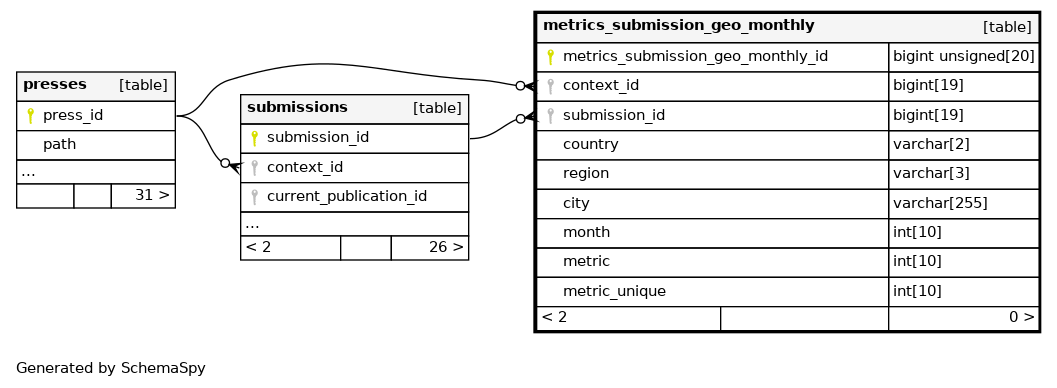 presses [table]
press_id
path
...
31 >
submissions [table]
submission_id
context_id
current_publication_id
...
< 2 26 >
metrics_submission_geo_monthly [table]
metrics_submission_geo_monthly_id bigint unsigned[20]
context_id bigint[19]
submission_id bigint[19]
country varchar[2]
region varchar[3]
city varchar[255]
month int[10]
metric int[10]
metric_unique int[10]
< 2 0 >
Generated by SchemaSpy